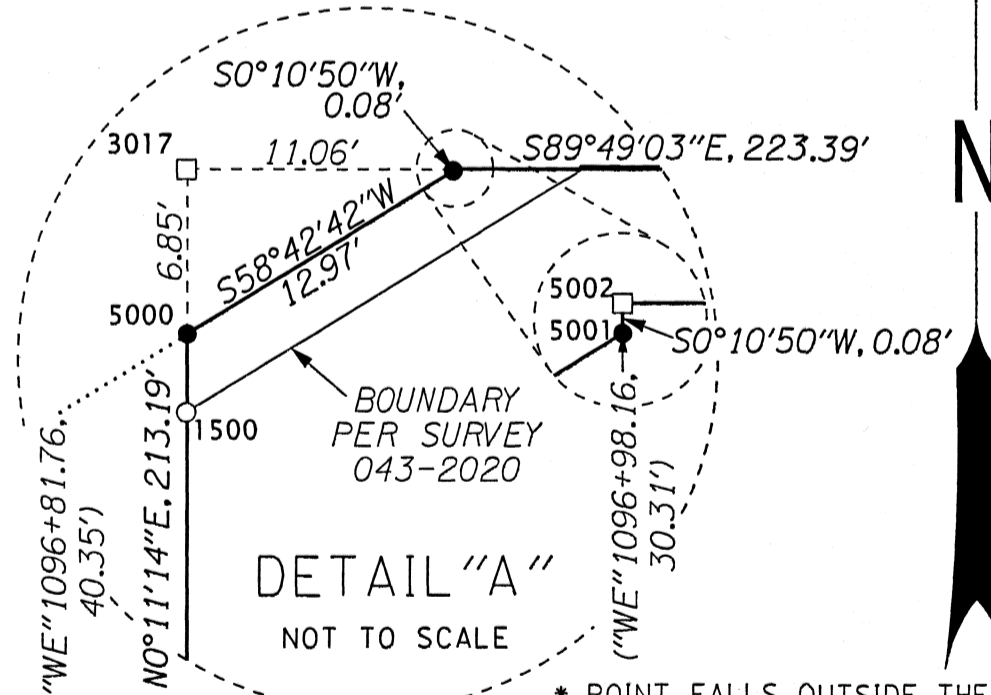 S0°10'50"W,
0.08'
3017
11.06'
S89°49'03"E, 223.39'
N
6.85'
S58°42'42"W
12.97'
5000
5002
5001
S0°10'50"W, 0.08'
1500
BOUNDARY
PER SURVEY
043-2020
"WE"1096+81.76,
40.35')
N0°11'14"E, 213.19'
("WE"1096+98.16,
30.31')
DETAIL "A"
NOT TO SCALE
* POINT FALLS OUTSIDE THE